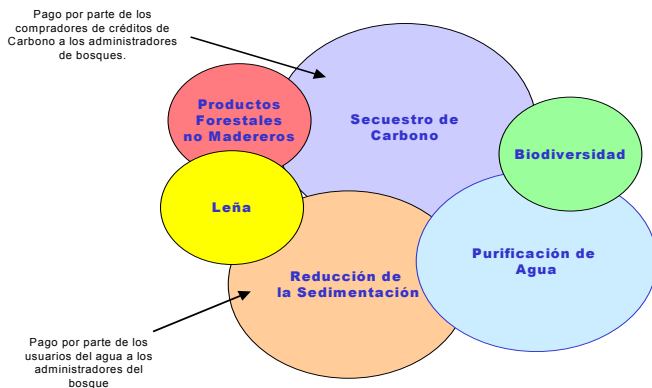 Pago por parte de los
compradores de créditos de
Carbono a los administradores
de bosques.
Productos
Forestales
no Madereros
Secuestro de
Carbono
Biodiversidad
Leña
Purificación de
Agua
Reducción de
la Sedimentación
Pago por parte de los
usuarios del agua a los
administradores del
bosque